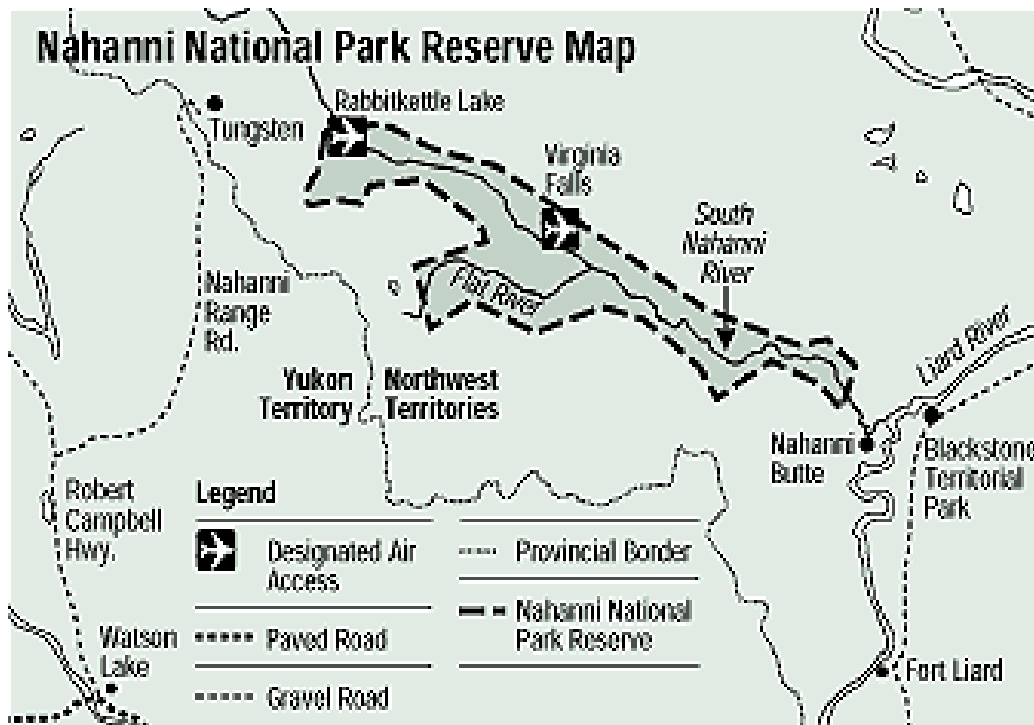 Nahanni National Park Reserve Map
Rabbitkettle Lake
Tungsten
Virginia
Falls
South
Nahanni
River
Flat River
Nahanni
Range
Rd.
Liard River
Yukon
Territory
Northwest
Territories
Nahanni
Butte
Blackstone
Territorial
Park
Robert
Campbell
Hwy.
Legend
Designated Air
Access
Provincial Border
Nahanni National
Park Reserve
Paved Road
Gravel Road
Watson
Lake
Fort Liard